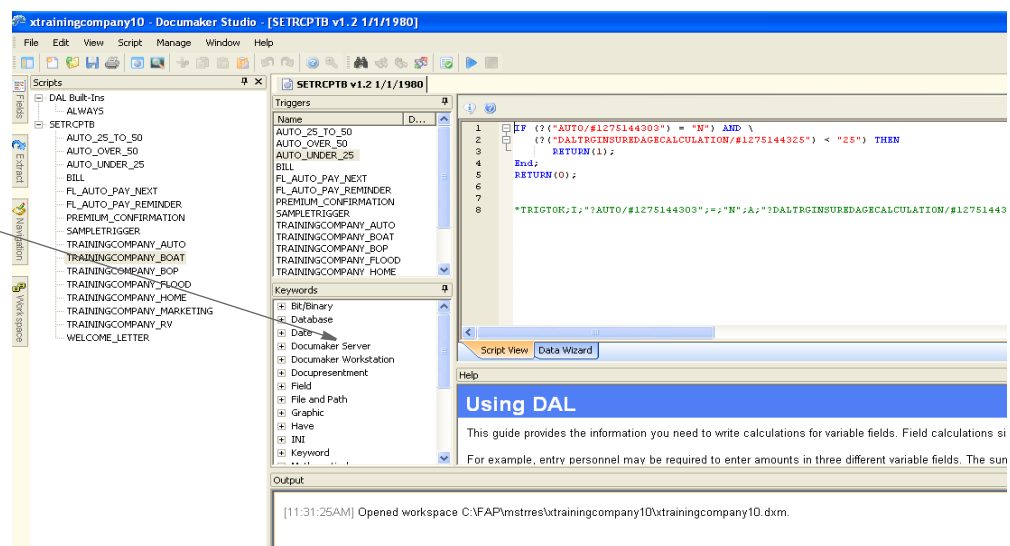 xtrainingcompany10 - Documaker Studio - [SETRCPTB v1.2 1/1/1980]
File Edit View Script Manage Window Help
Scripts
SETRCPTB v1.2 1/1/1980
Fields
Extract
Navigation
Workspace
DAL Built-Ins
ALWAYS
SETRCPTB
AUTO_25_TO_50
AUTO_OVER_50
AUTO_UNDER_25
BILL
FL_AUTO_PAY_NEXT
FL_AUTO_PAY_REMINDER
PREMIUM_CONFIRMATION
SAMPLETRIGGER
TRAININGCOMPANY_AUTO
TRAININGCOMPANY_BOAT
TRAININGCOMPANY_BOP
TRAININGCOMPANY_FLOOD
TRAININGCOMPANY_HOME
TRAININGCOMPANY_MARKETING
TRAININGCOMPANY_RV
WELCOME_LETTER
Triggers
Name D...
AUTO_25_TO_50
AUTO_OVER_50
AUTO_UNDER_25
BILL
FL_AUTO_PAY_NEXT
FL_AUTO_PAY_REMINDER
PREMIUM_CONFIRMATION
SAMPLETRIGGER
TRAININGCOMPANY_AUTO
TRAININGCOMPANY_BOAT
TRAININGCOMPANY_BOP
TRAININGCOMPANY_FLOOD
TRAININGCOMPANY_HOME
Keywords
Bit/Binary
Database
Date
Documaker Server
Documaker Workstation
Docupresentment
Field
File and Path
Graphic
Have
INI
Keyword
1 IF (?("AUTO/#1275144303") = "N") AND \
2 (?("DALTRGINSUREDAGECALCULATION/#1275144325") < "25") THEN
3 RETURN(1);
4 End;
5 RETURN(0);
6
7
8 *TRIGTOK;I;"?AUTO/#1275144303";=;"N";A;"?DALTRGINSUREDAGECALCULATION/#1275143
Script View Data Wizard
Help
Using DAL
This guide provides the information you need to write calculations for variable fields. Field calculations si
For example, entry personnel may be required to enter amounts in three different variable fields. The sun
Output
[11:31:25AM] Opened workspace C:\FAP\mstrres\xtrainingcompany10\xtrainingcompany10.dxm.